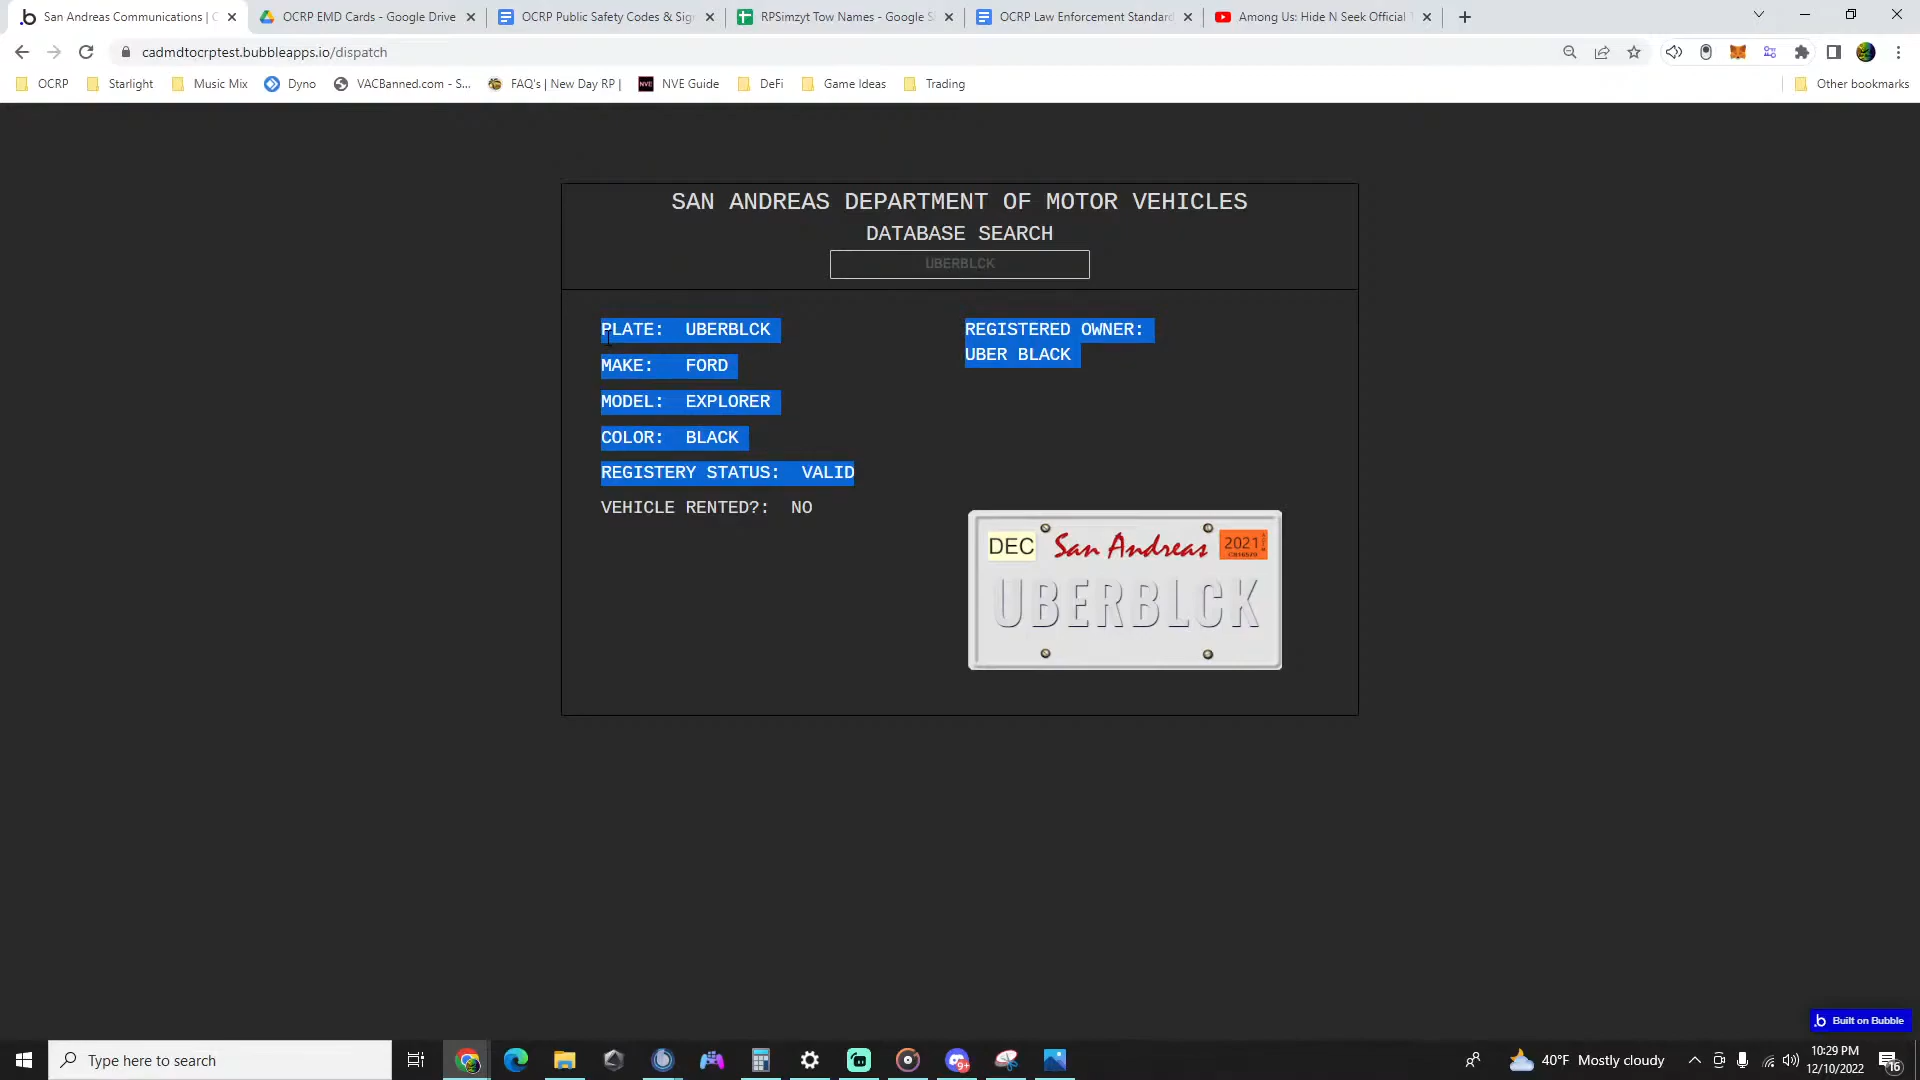 San Andreas Communications | C
OCRP EMD Cards - Google Drive
OCRP Public Safety Codes & Sig
RPSimzyt Tow Names - Google S
OCRP Law Enforcement Standard
Among Us: Hide N Seek Official
cadmdtocrptest.bubbleapps.io/dispatch
OCRP
Starlight
Music Mix
Dyno
VACBanned.com - S...
FAQ's | New Day RP |
NVE Guide
DeFi
Game Ideas
Trading
Other bookmarks
SAN ANDREAS DEPARTMENT OF MOTOR VEHICLES
DATABASE SEARCH
UBERBLCK
PLATE: UBERBLCK
MAKE: FORD
MODEL: EXPLORER
COLOR: BLACK
REGISTERY STATUS: VALID
VEHICLE RENTED?: NO
REGISTERED OWNER:
UBER BLACK
DEC
San Andreas
2021
UBERBLCK
Built on Bubble
Type here to search
9+
40°F Mostly cloudy
10:29 PM
12/10/2022
16